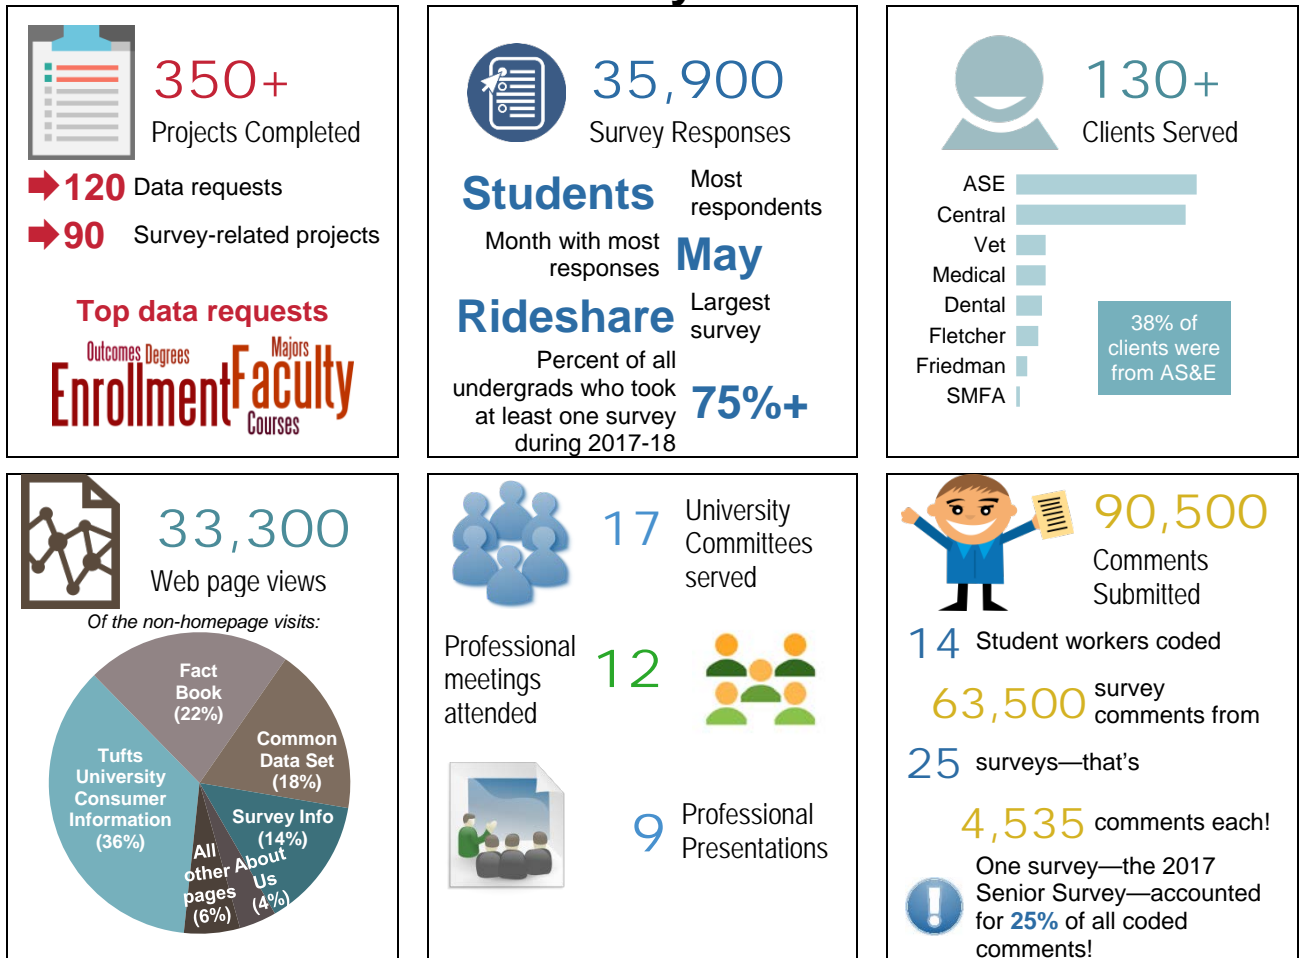 350+
Projects Completed
120 Data requests
90 Survey-related projects
Top data requests
Outcomes Degrees Majors
Enrollment Faculty
Courses
35,900
Survey Responses
Students Most
respondents
Month with most
responses May
Rideshare Largest
survey
Percent of all
undergrads who took
at least one survey
during 2017-18
75%+
130+
Clients Served
ASE
Central
Vet
Medical
Dental
Fletcher
Friedman
SMFA
38% of
clients were
from AS&E
33,300
Web page views
Of the non-homepage visits:
Fact
Book
(22%)
Common
Data Set
(18%)
Survey Info
(14%)
About
Us
(4%)
All
other
pages
(6%)
Tufts
University
Consumer
Information
(36%)
17 University
Committees
served
Professional
meetings
attended
12
9 Professional
Presentations
90,500
Comments
Submitted
14 Student workers coded
63,500 survey
comments from
25 surveys—that's
4,535 comments each!
One survey—the 2017
Senior Survey—accounted
for 25% of all coded
comments!